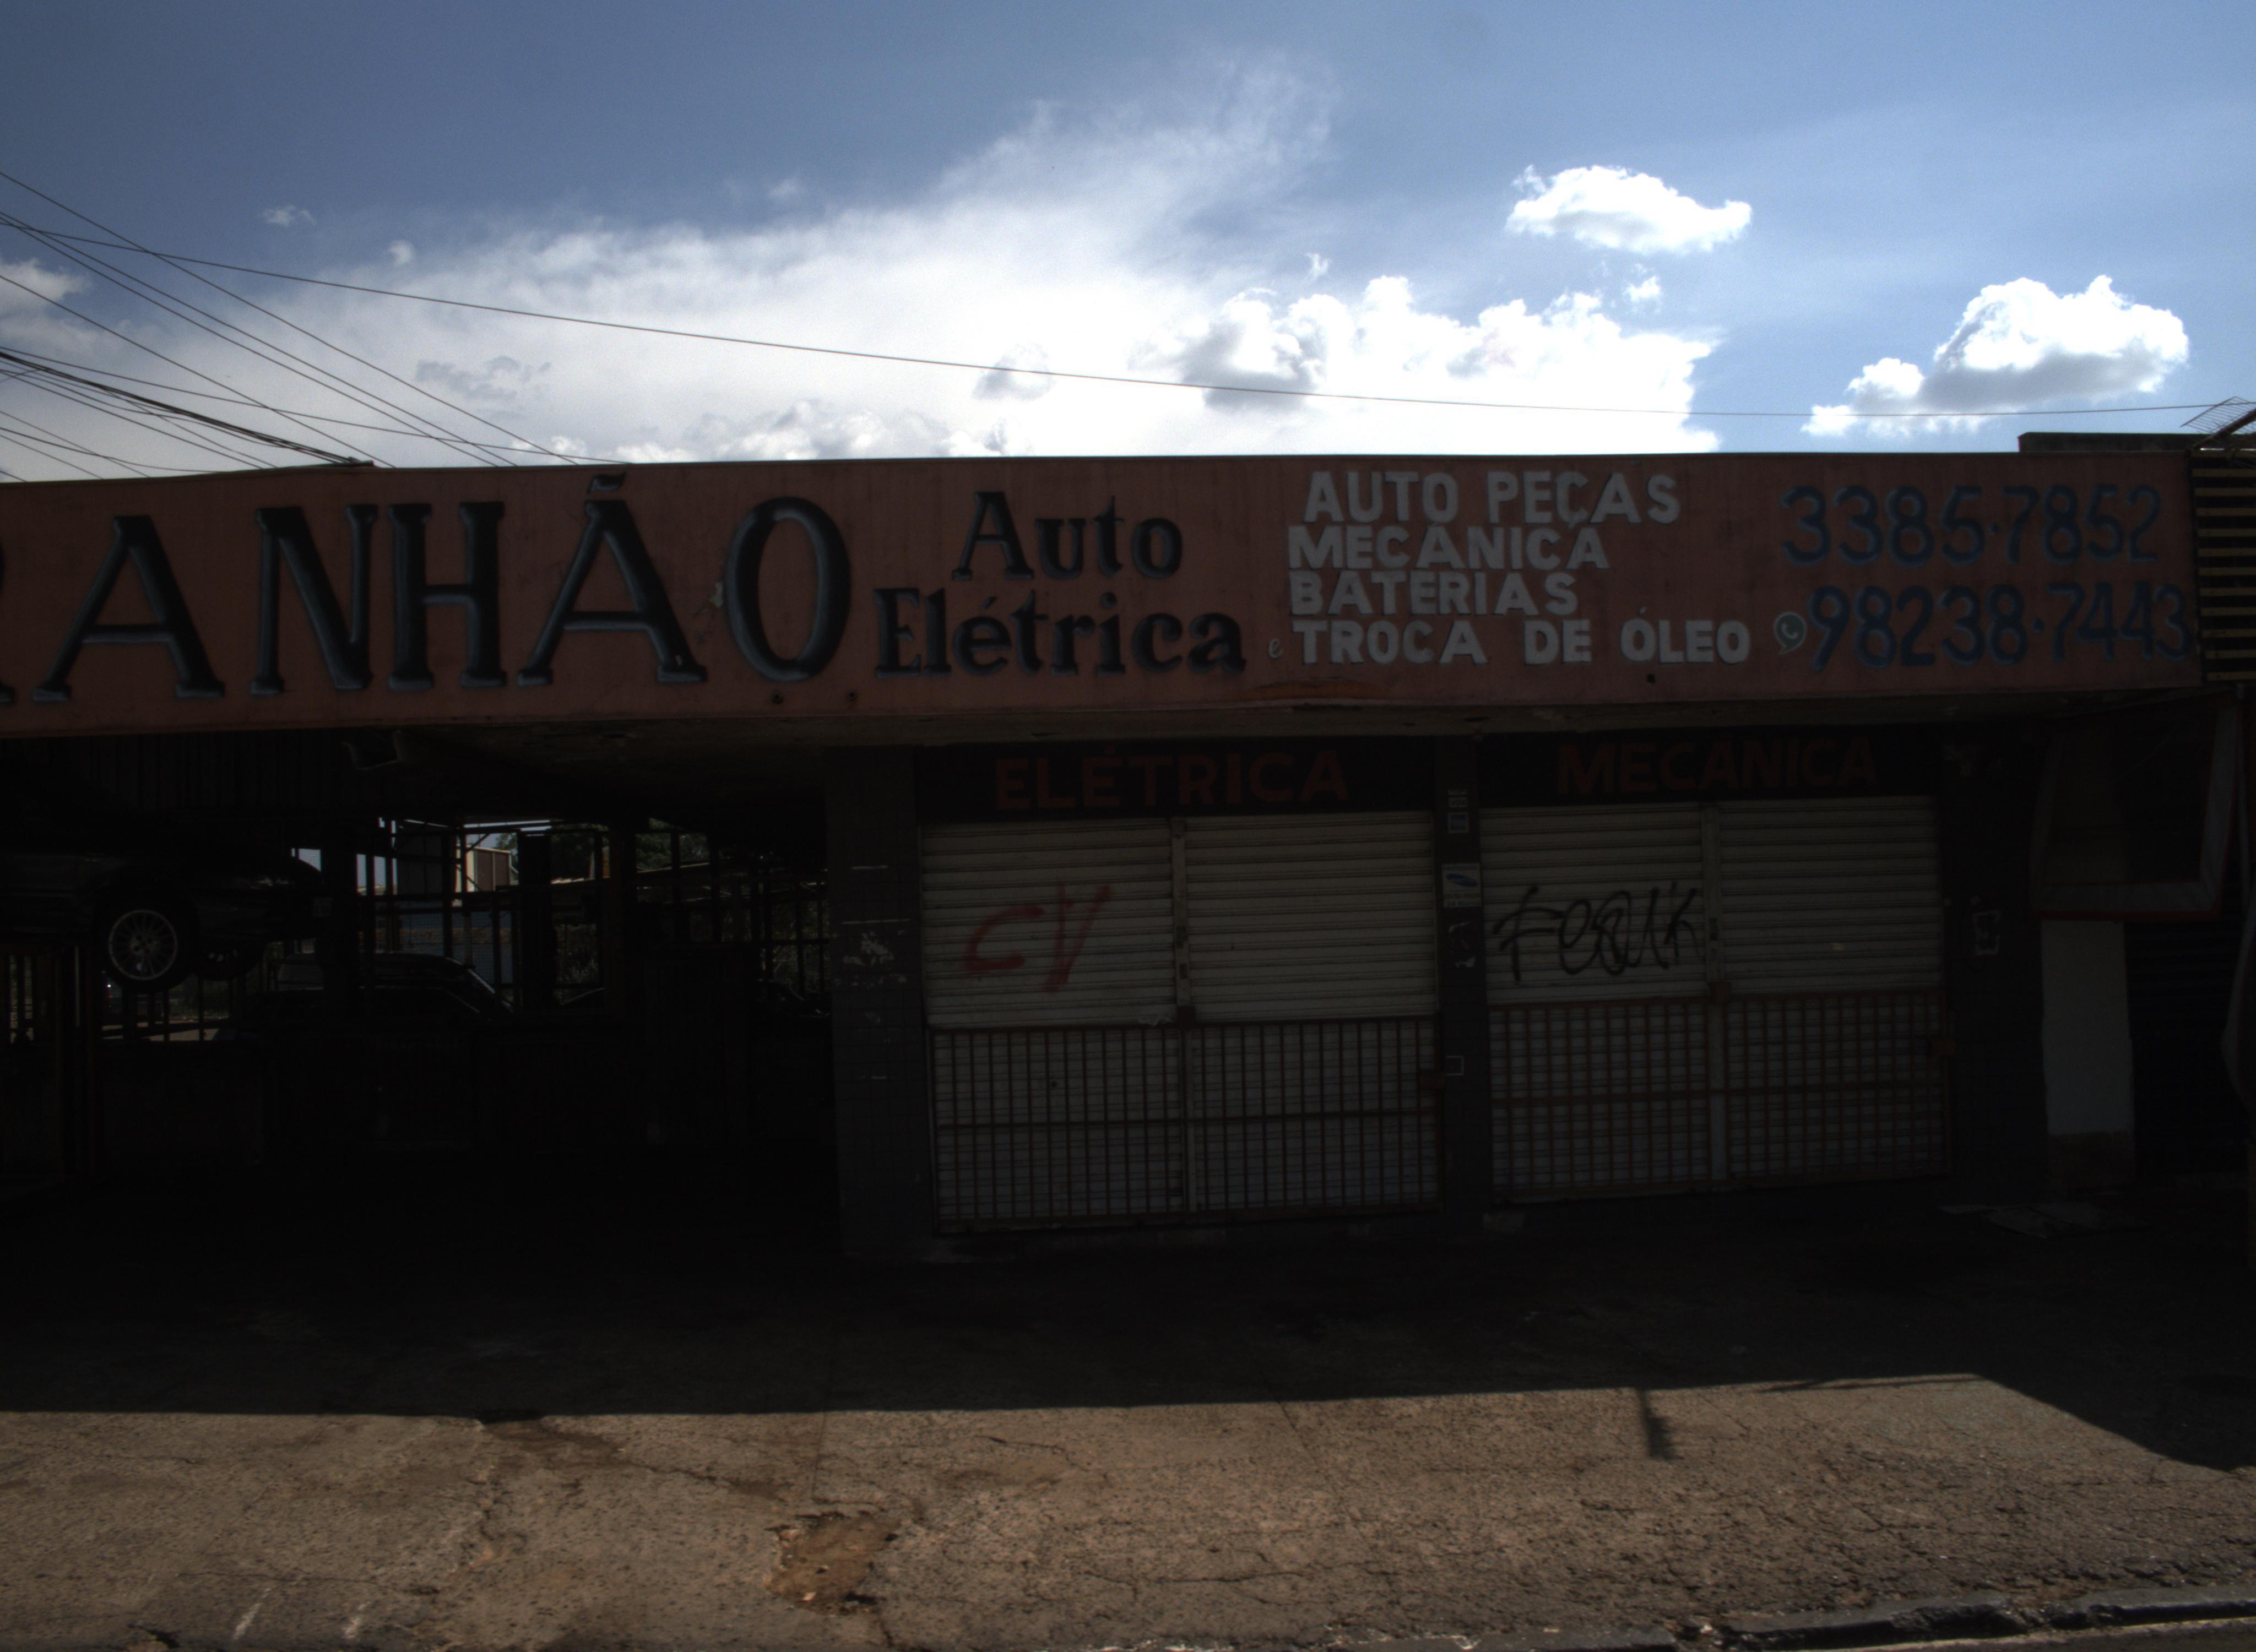 RANHÃO
Auto
Elétrica
AUTO PEÇAS
MECÂNICA
BATERIAS
e TROCA DE ÓLEO
3385-7852
98238-7443
ELÉTRICA
MECÂNICA
CV